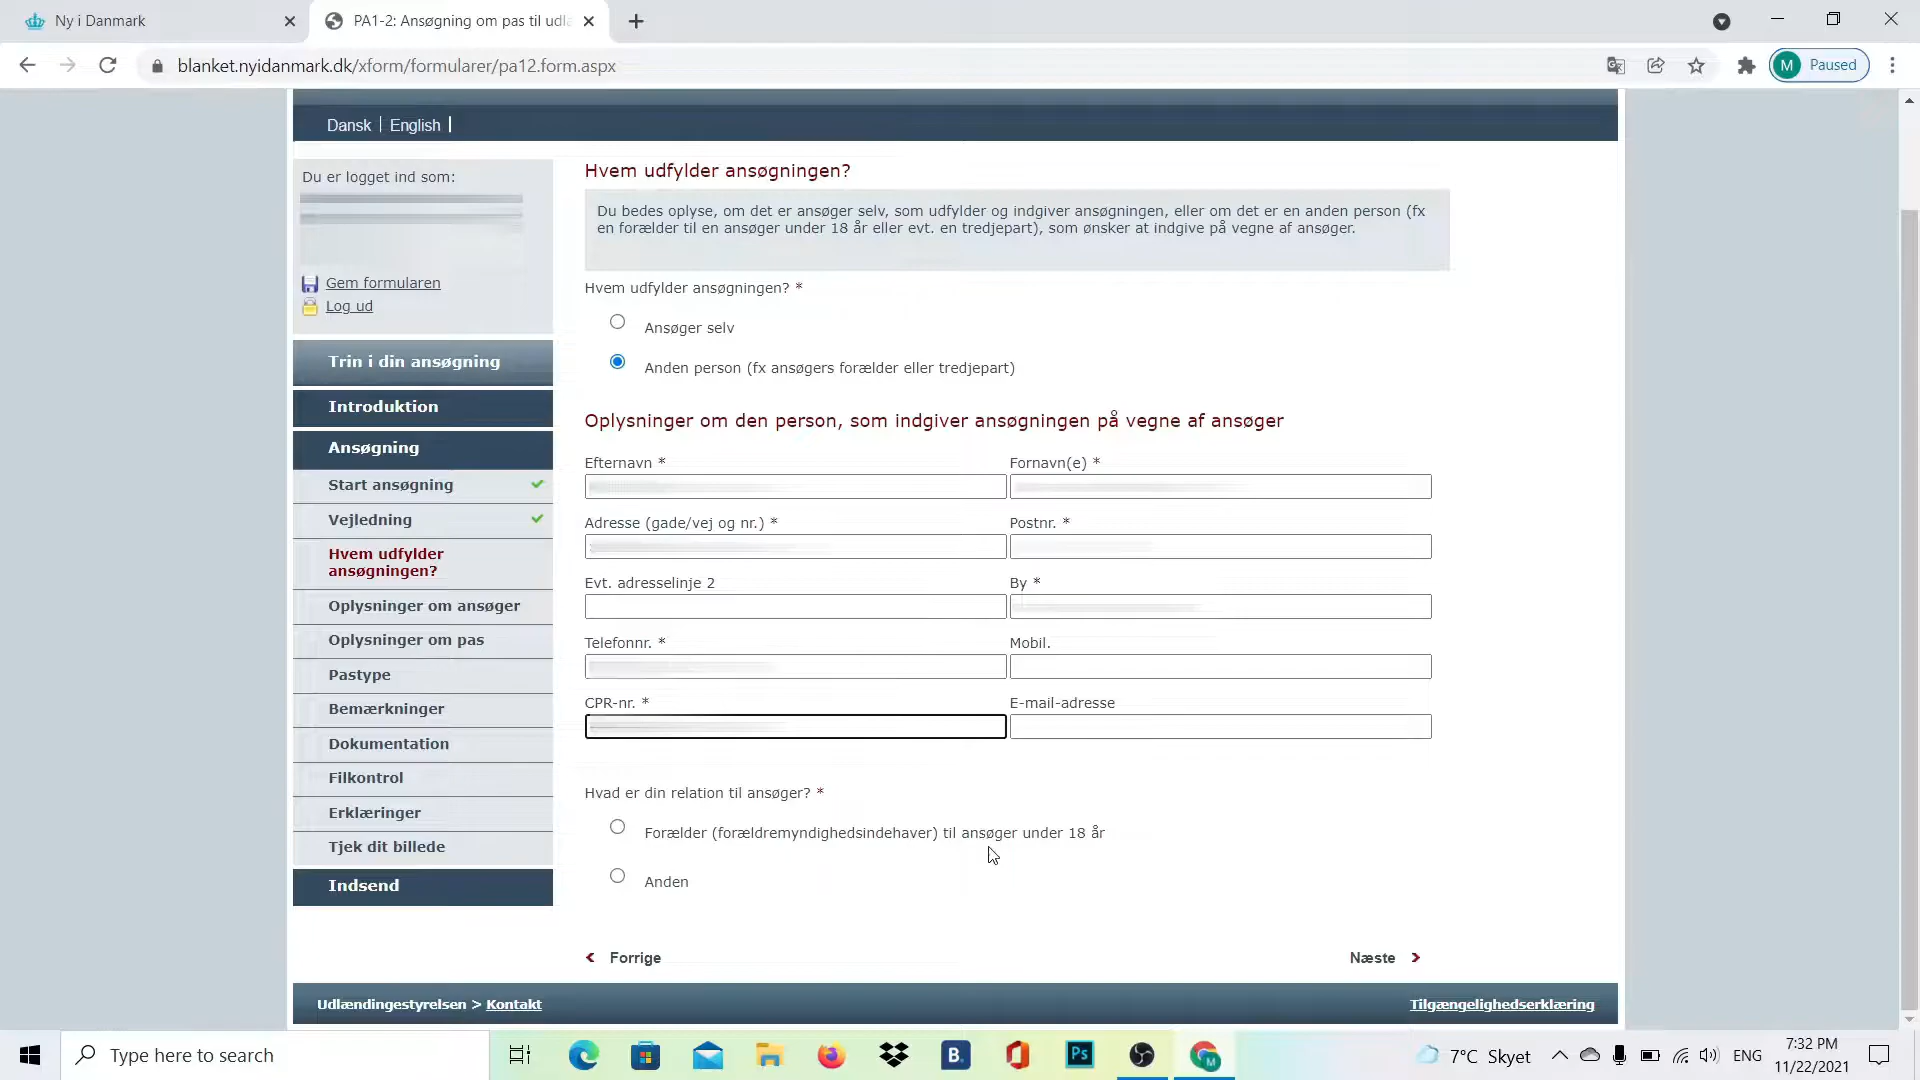 Ny i Danmark
PA1-2: Ansøgning om pas til udla
blanket.nyidanmark.dk/xform/formularer/pa12.form.aspx
M Paused
Dansk | English |
Du er logget ind som:
Gem formularen
Log ud
Trin i din ansøgning
Introduktion
Ansøgning
Start ansøgning
Vejledning
Hvem udfylder
ansøgningen?
Oplysninger om ansøger
Oplysninger om pas
Pastype
Bemærkninger
Dokumentation
Filkontrol
Erklæringer
Tjek dit billede
Indsend
Hvem udfylder ansøgningen?
Du bedes oplyse, om det er ansøger selv, som udfylder og indgiver ansøgningen, eller om det er en anden person (fx
en forælder til en ansøger under 18 år eller evt. en tredjepart), som ønsker at indgive på vegne af ansøger.
Hvem udfylder ansøgningen? *
Ansøger selv
Anden person (fx ansøgers forælder eller tredjepart)
Oplysninger om den person, som indgiver ansøgningen på vegne af ansøger
Efternavn * Fornavn(e) *
Adresse (gade/vej og nr.) * Postnr. *
Evt. adresselinje 2 By *
Telefonnr. * Mobil.
CPR-nr. * E-mail-adresse
Hvad er din relation til ansøger? *
Forælder (forældremyndighedsindehaver) til ansøger under 18 år
Anden
Forrige Næste
Udlændingestyrelsen > Kontakt Tilgængelighedserklæring
Type here to search
B.
Ps
M
7°C Skyet
ENG
7:32 PM
11/22/2021